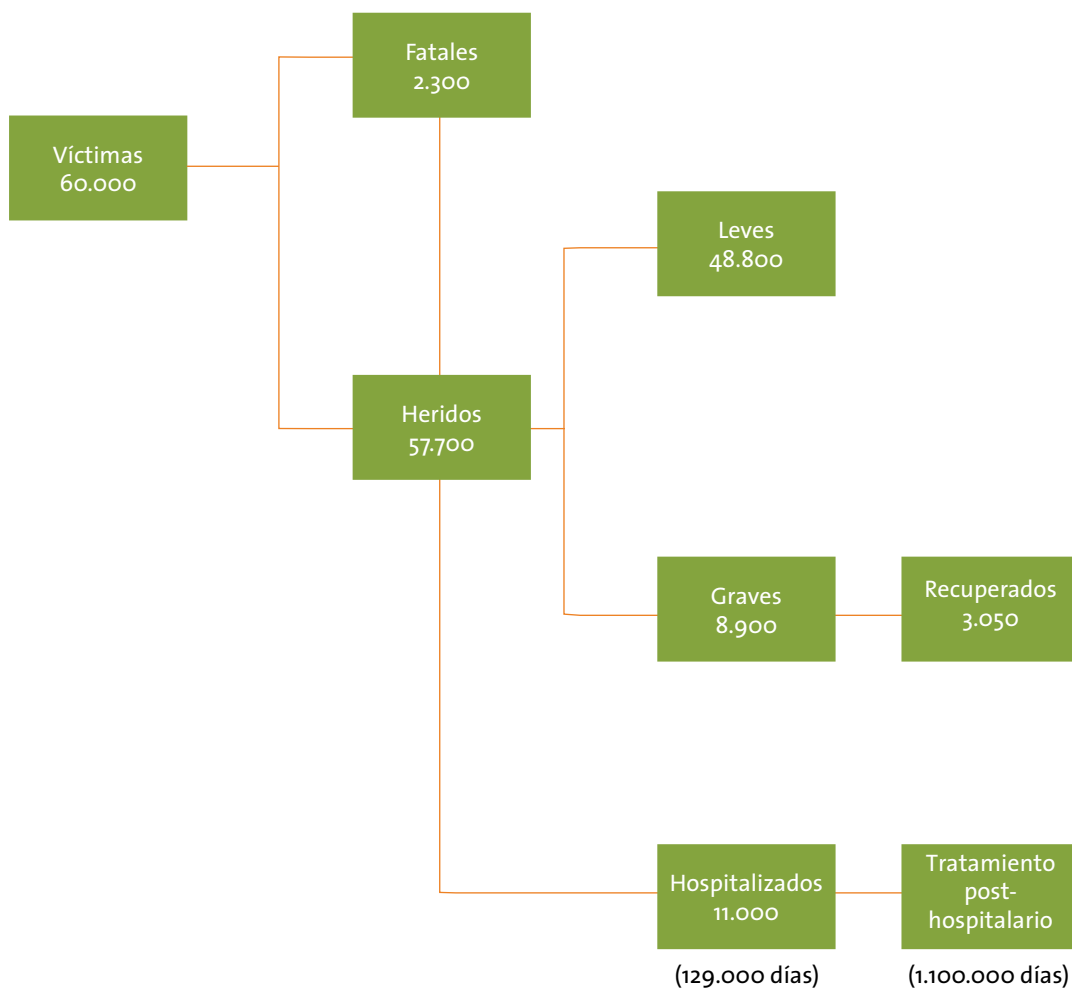 Fatales
2.300
Víctimas
60.000
Leves
48.800
Heridos
57.700
Graves
8.900
Recuperados
3.050
Hospitalizados
11.000
Tratamiento
post-
hospitalario
(129.000 días)
(1.100.000 días)